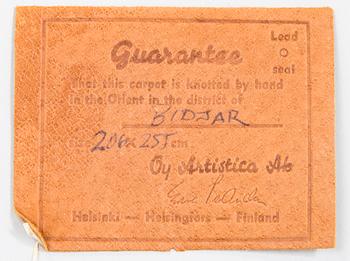 Lead
Guarantee
seal
That this carpet is knotted by hand
in the Orient in the district of
BIDJAR
size 206 x 255 cm.
Oy Artistica Ab
Helsinki — Helsingfors — Finland